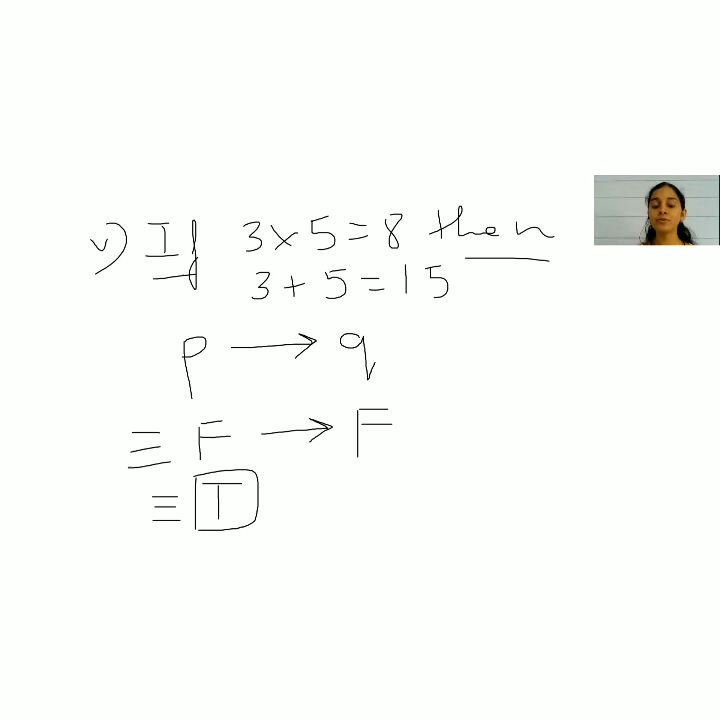 v) If 3 × 5 = 8 then
3 + 5 = 15
p → q
≡ F → F
≡ T